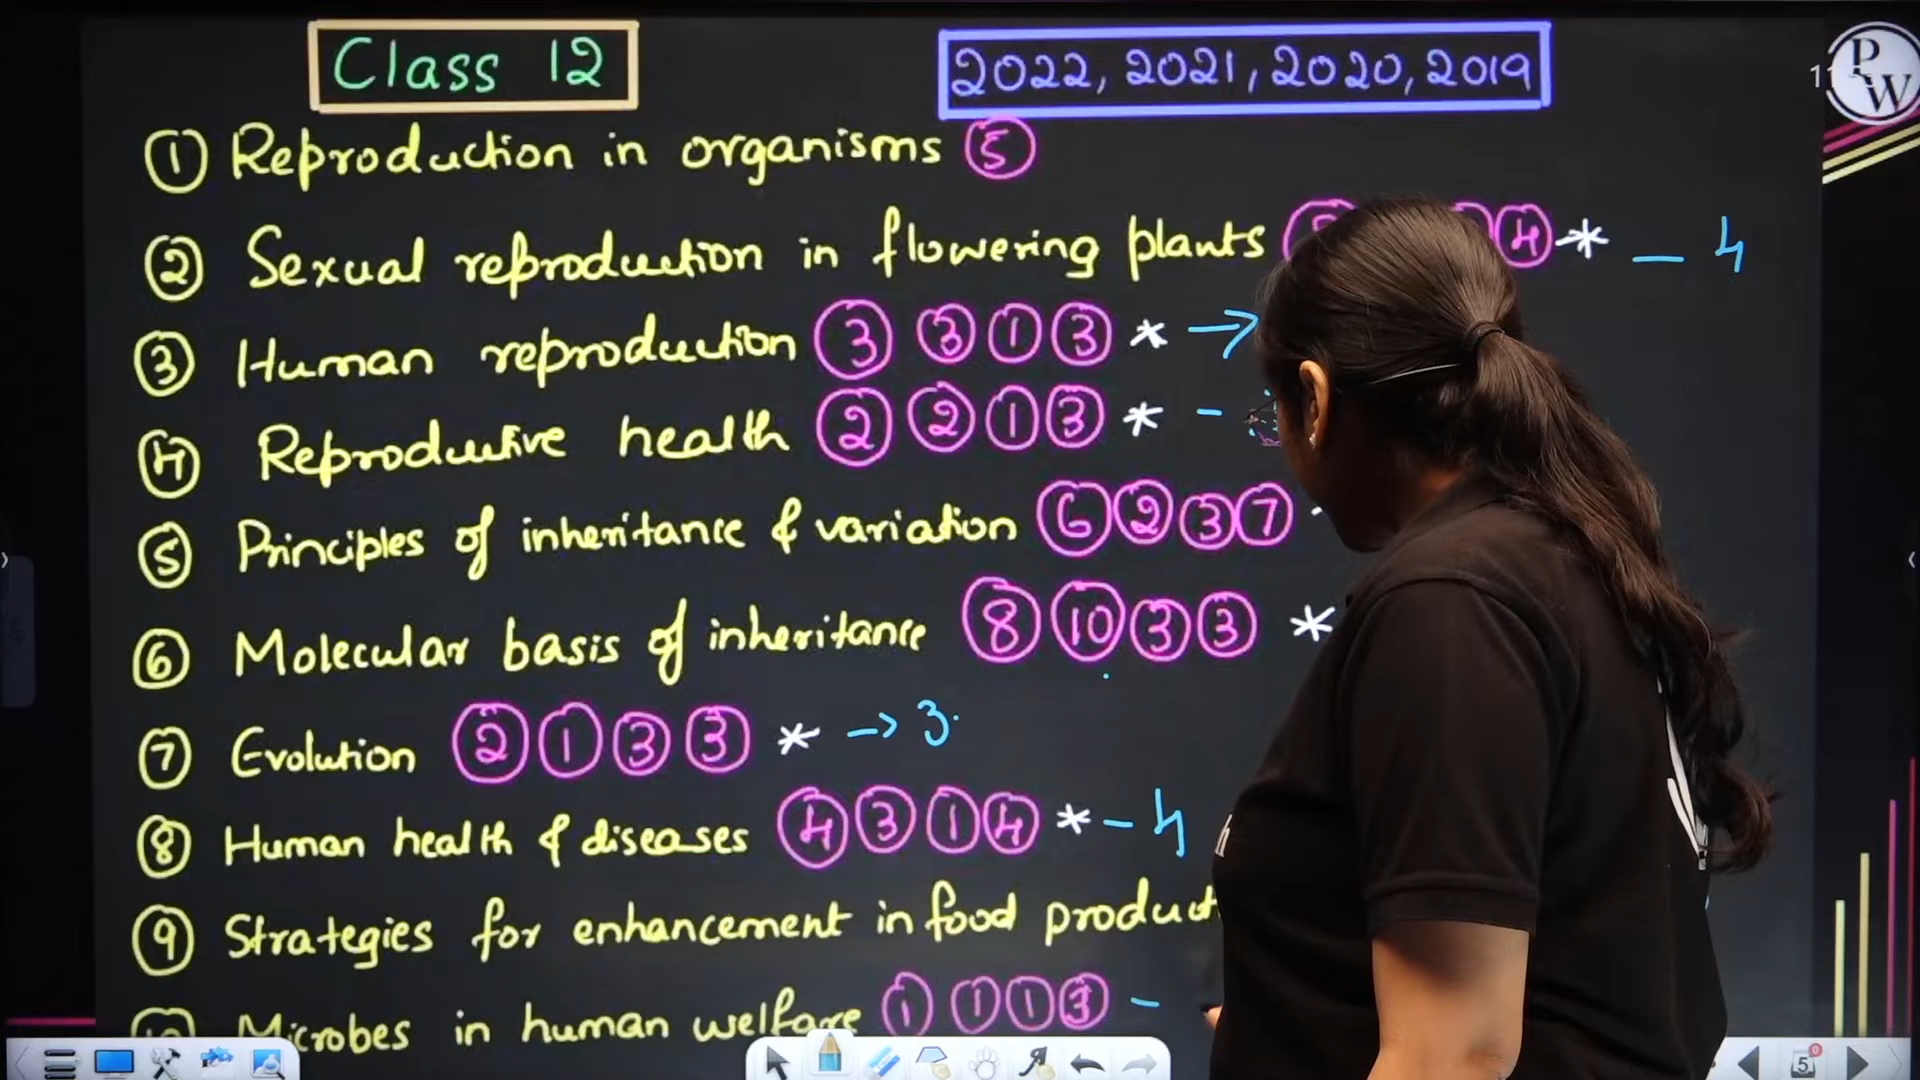 Class 12
2022, 2021, 2020, 2019
PW
1 Reproduction in organisms 5
2 Sexual reproduction in flowering plants 4 * - 4
3 Human reproduction 3 3 1 3 * →
4 Reproductive health 2 2 1 3 * -
5 Principles of inheritance & variation 6 2 3 7
6 Molecular basis of inheritance 8 10 3 3 *
7 Evolution 2 1 3 3 * → 3
8 Human health & diseases 4 3 1 4 * - 4
9 Strategies for enhancement in food product
10 Microbes in human welfare 1 1 1 3 -
5